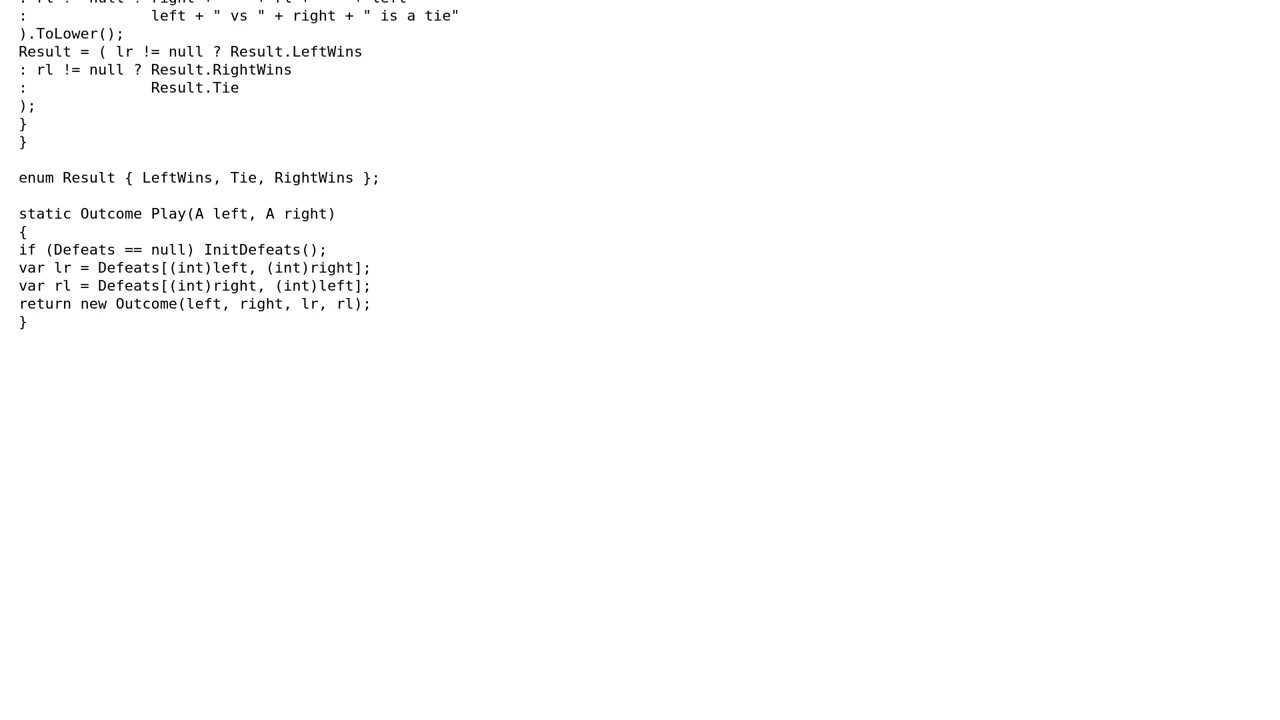 :              left + " vs " + right + " is a tie"
).ToLower();
Result = ( lr != null ? Result.LeftWins
: rl != null ? Result.RightWins
:              Result.Tie
);
}
}

enum Result { LeftWins, Tie, RightWins };

static Outcome Play(A left, A right)
{
if (Defeats == null) InitDefeats();
var lr = Defeats[(int)left, (int)right];
var rl = Defeats[(int)right, (int)left];
return new Outcome(left, right, lr, rl);
}